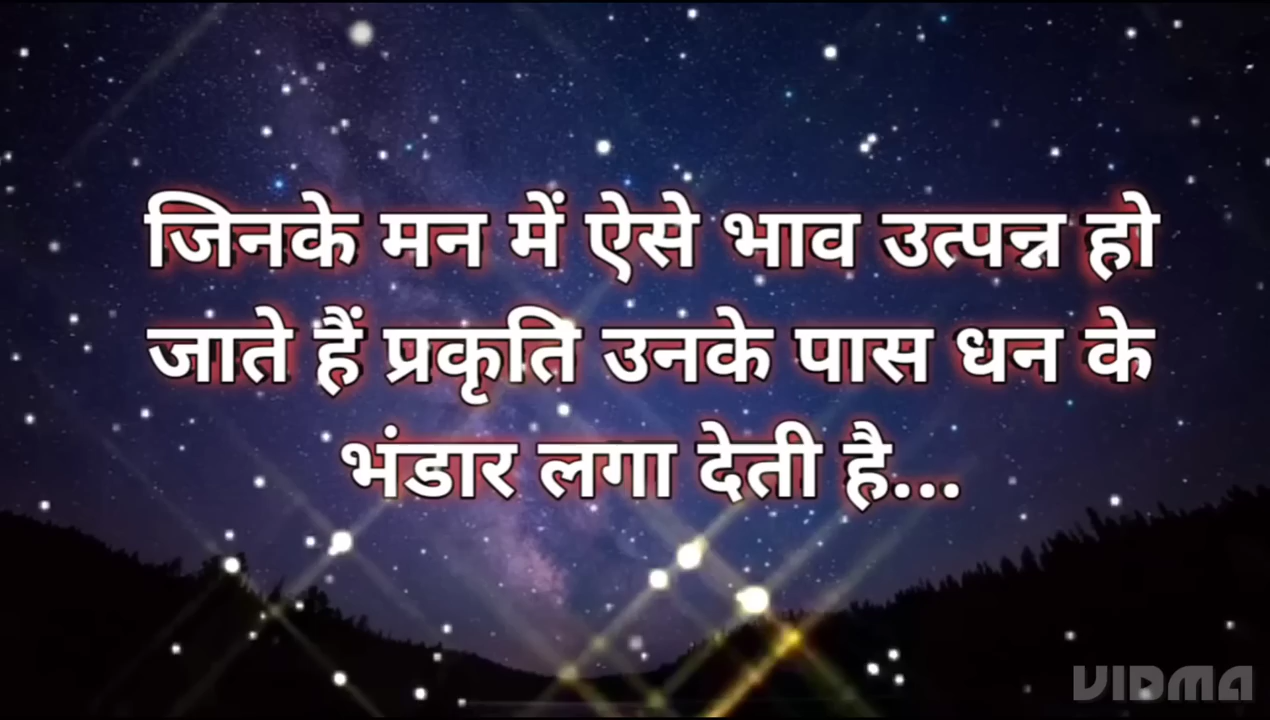 जिनके मन में ऐसे भाव उत्पन्न हो
जाते हैं प्रकृति उनके पास धन के
भंडार लगा देती है...
VIDMA